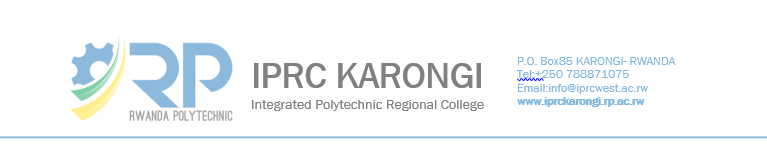 RP
RWANDA POLYTECHNIC
IPRC KARONGI
Integrated Polytechnic Regional College
P.O. Box85 KARONGI- RWANDA
Tel:+250 788871075
Email:info@iprcwest.ac.rw
www.iprckarongi.rp.ac.rw